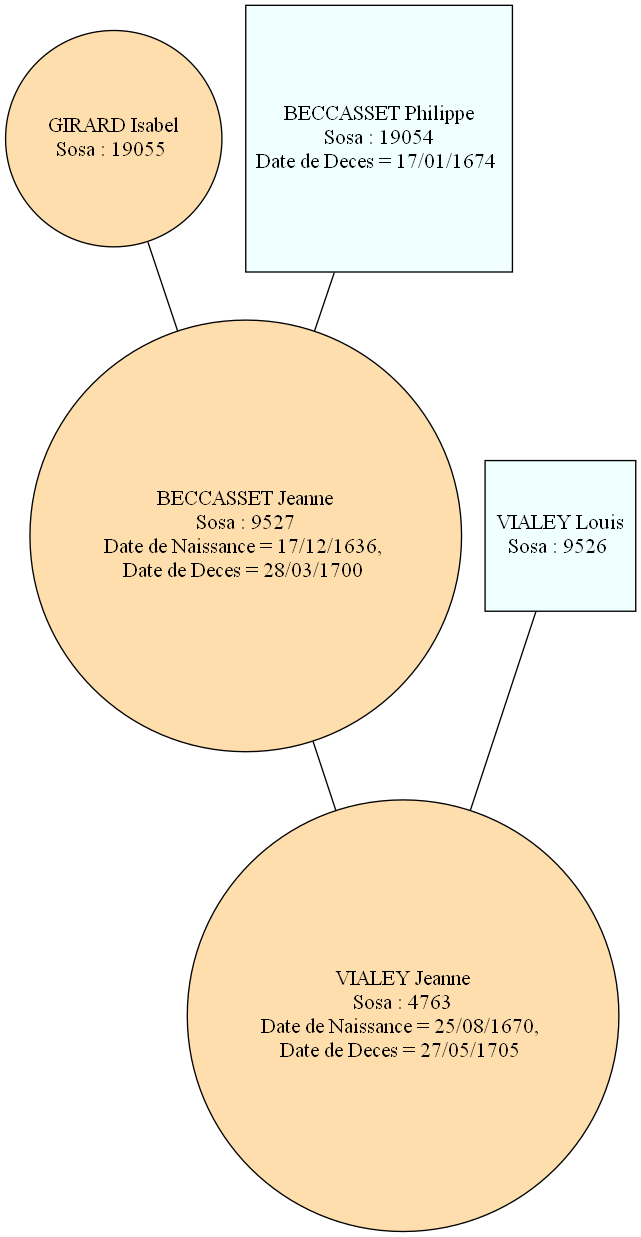 GIRARD Isabel
Sosa : 19055
BECCASSET Philippe
Sosa : 19054
Date de Deces = 17/01/1674
BECCASSET Jeanne
Sosa : 9527
Date de Naissance = 17/12/1636,
Date de Deces = 28/03/1700
VIALEY Louis
Sosa : 9526
VIALEY Jeanne
Sosa : 4763
Date de Naissance = 25/08/1670,
Date de Deces = 27/05/1705